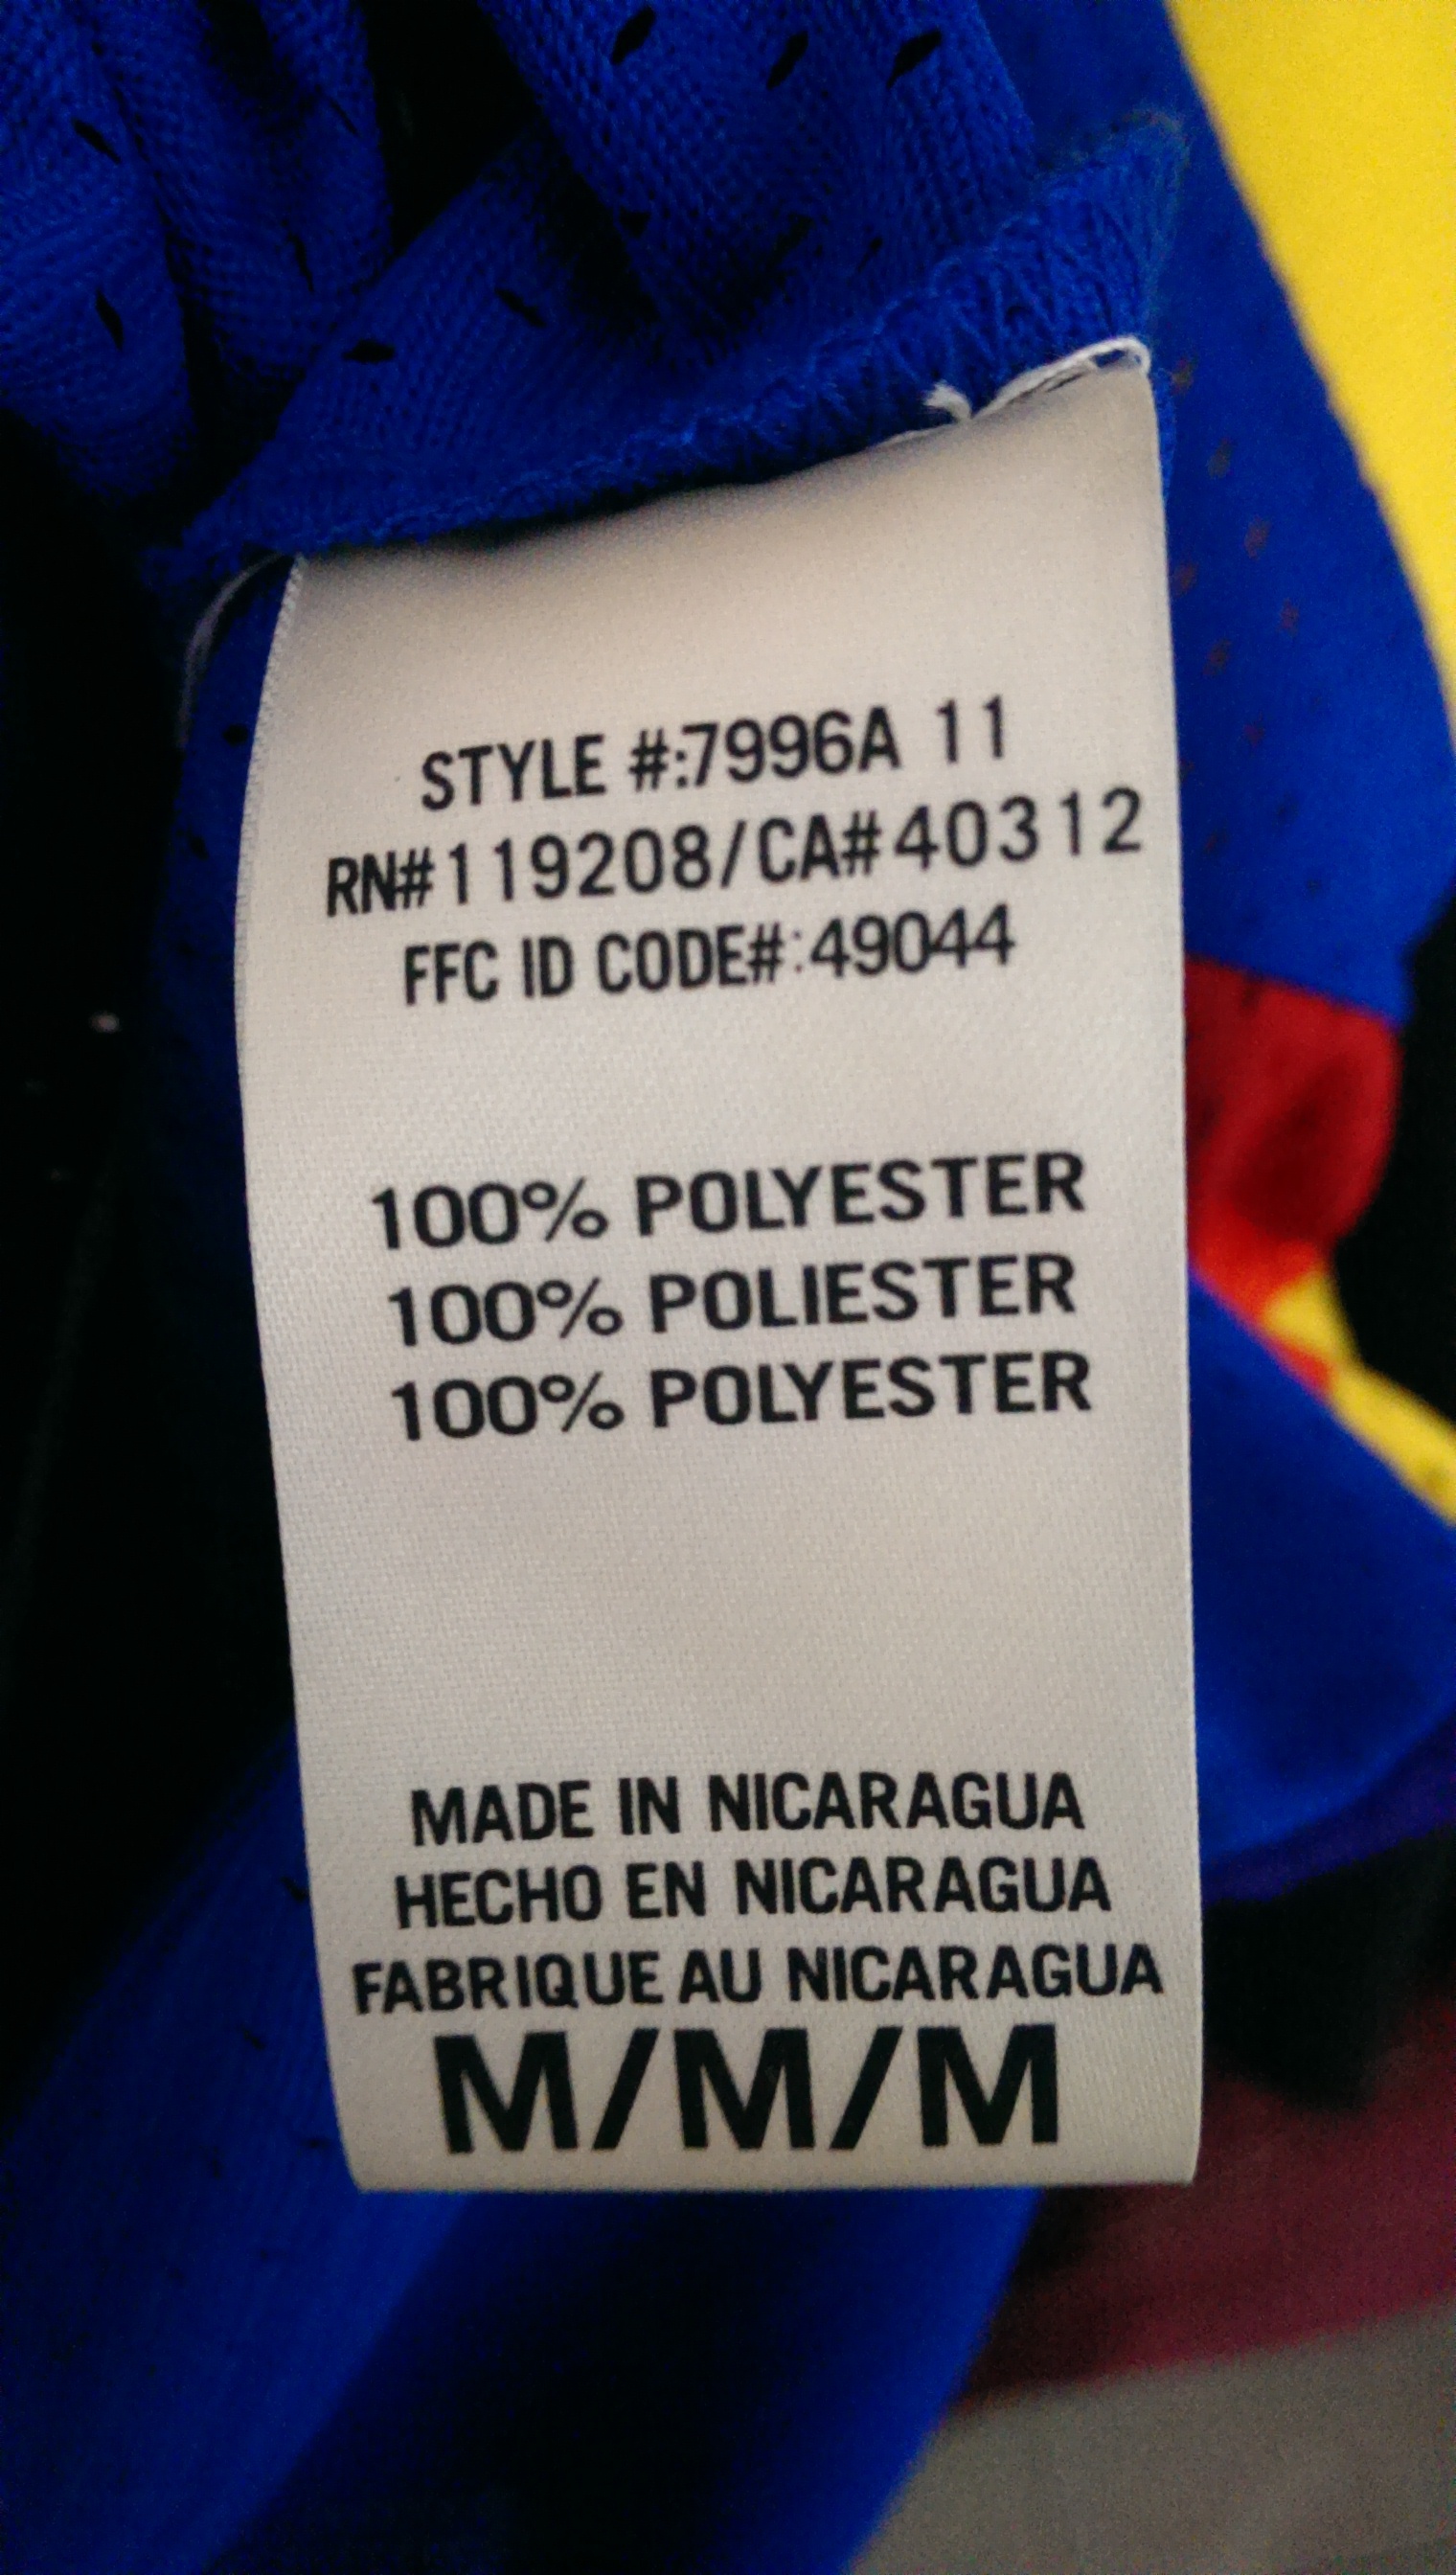 STYLE #:7996A 11
RN#119208/CA#40312
FFC ID CODE#:49044
100% POLYESTER
100% POLIESTER
100% POLYESTER
MADE IN NICARAGUA
HECHO EN NICARAGUA
FABRIQUE AU NICARAGUA
M/M/M